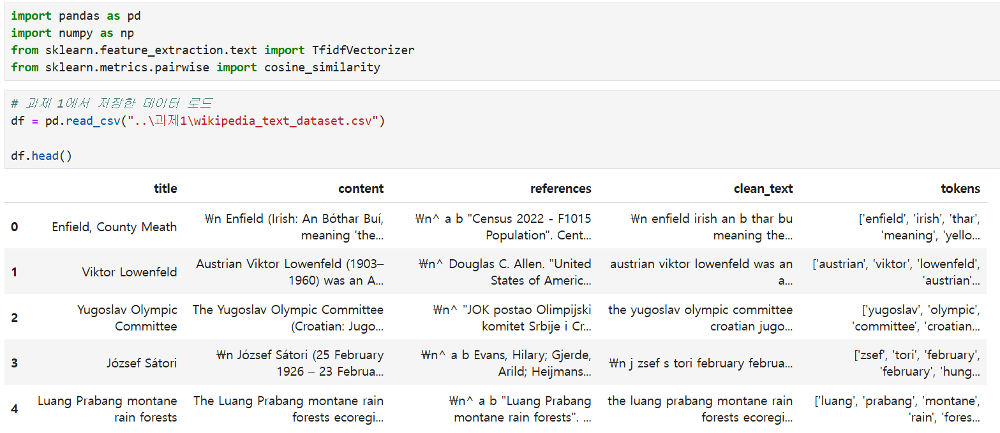 import pandas as pd
import numpy as np
from sklearn.feature_extraction.text import TfidfVectorizer
from sklearn.metrics.pairwise import cosine_similarity
# 과제 1에서 저장한 데이터 로드
df = pd.read_csv("..\과제1\wikipedia_text_dataset.csv")
df.head()
title content references clean_text tokens
0 Enfield, County Meath ₩n Enfield (Irish: An Bóthar Buí, meaning 'the... ₩n^ a b "Census 2022 - F1015 Population". Cent... ₩n enfield irish an b thar bu meaning the... ['enfield', 'irish', 'thar', 'meaning', 'yello...
1 Viktor Lowenfeld Austrian Viktor Lowenfeld (1903–1960) was an A... ₩n^ Douglas C. Allen. "United States of Americ... austrian viktor lowenfeld was an a... ['austrian', 'viktor', 'lowenfeld', 'austrian'...
2 Yugoslav Olympic Committee The Yugoslav Olympic Committee (Croatian: Jugo... ₩n^ "JOK postao Olimpijski komitet Srbije i Cr... the yugoslav olympic committee croatian jugo... ['yugoslav', 'olympic', 'committee', 'croatian...
3 József Sátori ₩n József Sátori (25 February 1926 – 23 Februa... ₩n^ a b Evans, Hilary; Gjerde, Arild; Heijmans... ₩n j zsef s tori february februa... ['zsef', 'tori', 'february', 'february', 'hung...
4 Luang Prabang montane rain forests The Luang Prabang montane rain forests ecoregi... ₩n^ a b "Luang Prabang montane rain forests". ... the luang prabang montane rain forests ecoregi... ['luang', 'prabang', 'montane', 'rain', 'fores...